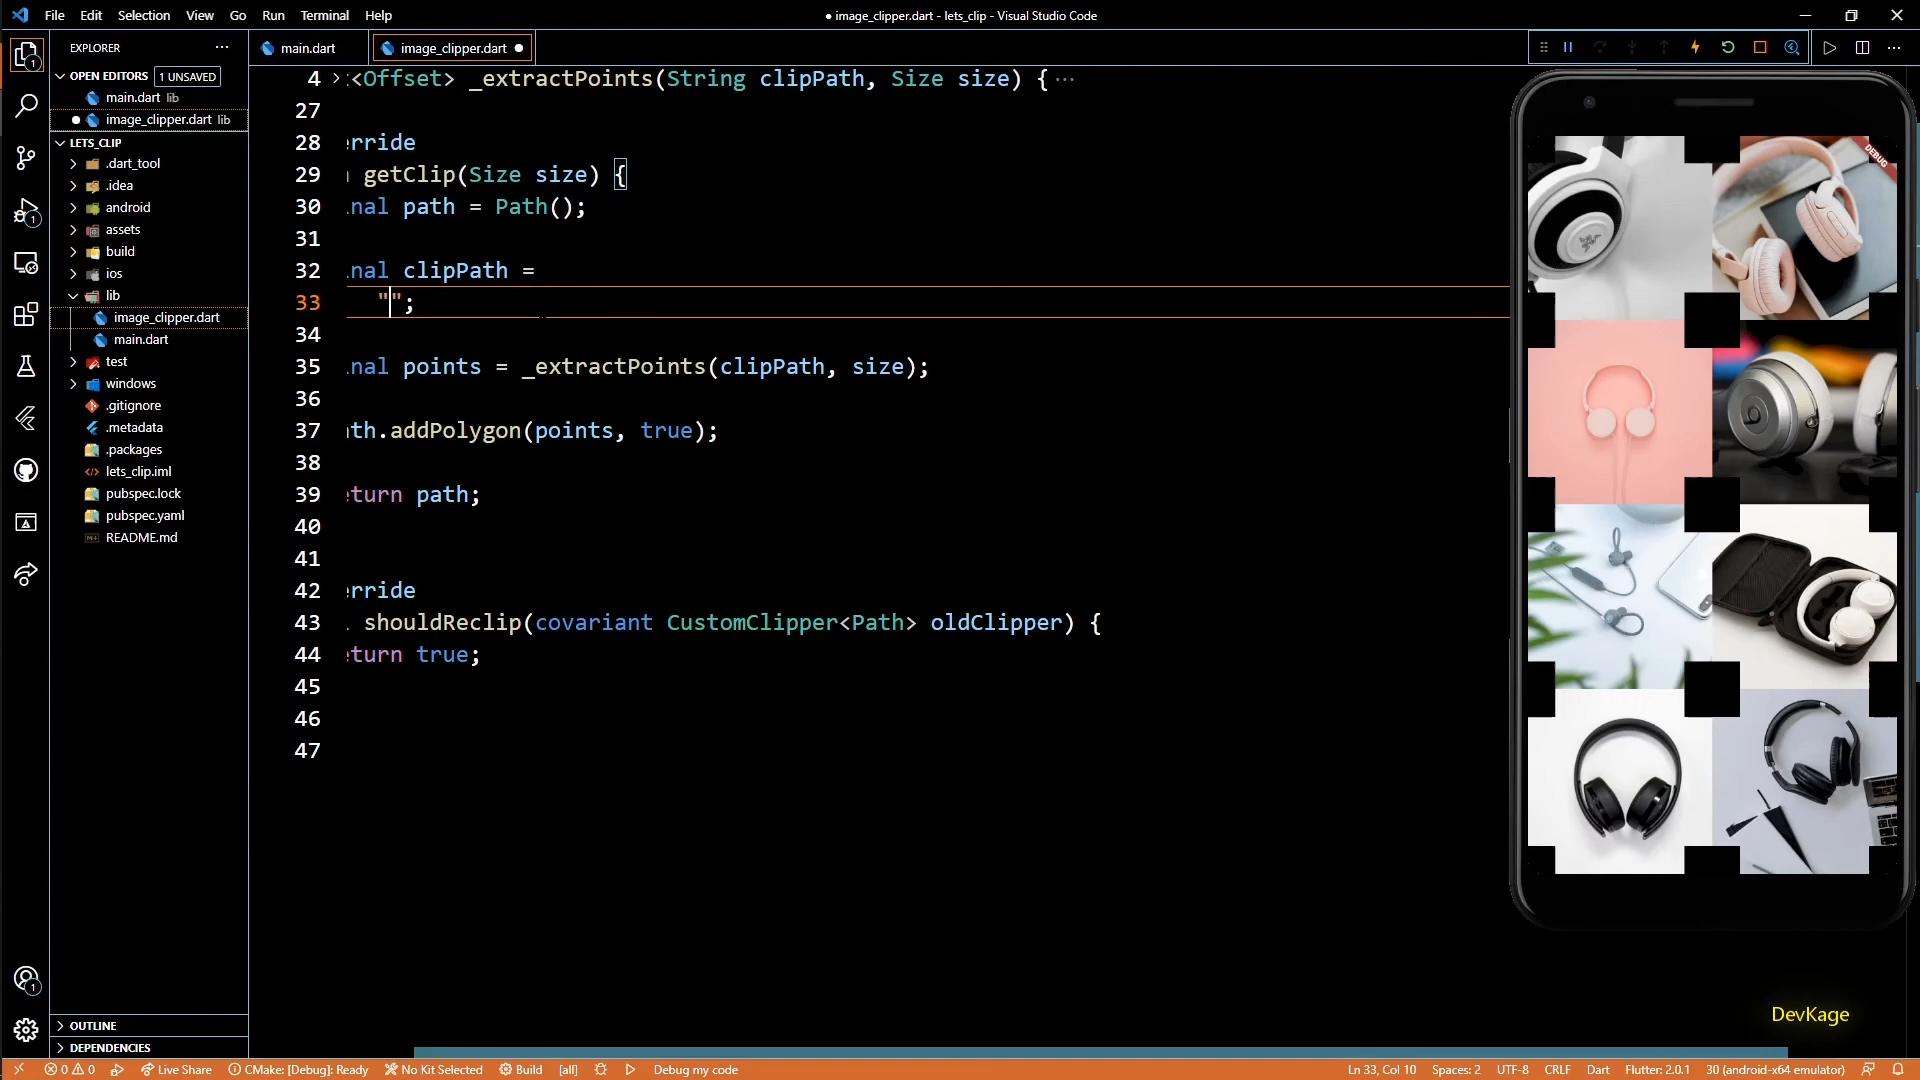 File Edit Selection View Go Run Terminal Help
● image_clipper.dart - lets_clip - Visual Studio Code
EXPLORER
main.dart
image_clipper.dart
OPEN EDITORS 1 UNSAVED
main.dart lib
image_clipper.dart lib
LETS_CLIP
.dart_tool
.idea
android
assets
build
ios
lib
image_clipper.dart
main.dart
test
windows
.gitignore
.metadata
.packages
lets_clip.iml
pubspec.lock
pubspec.yaml
README.md
OUTLINE
DEPENDENCIES
4 <Offset> _extractPoints(String clipPath, Size size) {
27
28 rride
29 getClip(Size size) {
30 nal path = Path();
31
32 nal clipPath =
33 "";
34
35 nal points = _extractPoints(clipPath, size);
36
37 th.addPolygon(points, true);
38
39 turn path;
40
41
42 rride
43 shouldReclip(covariant CustomClipper<Path> oldClipper) {
44 turn true;
45
46
47
DEBUG
DevKage
0 0 Live Share CMake: [Debug]: Ready No Kit Selected Build [all] Debug my code
Ln 33, Col 10 Spaces: 2 UTF-8 CRLF Dart Flutter: 2.0.1 30 (android-x64 emulator)